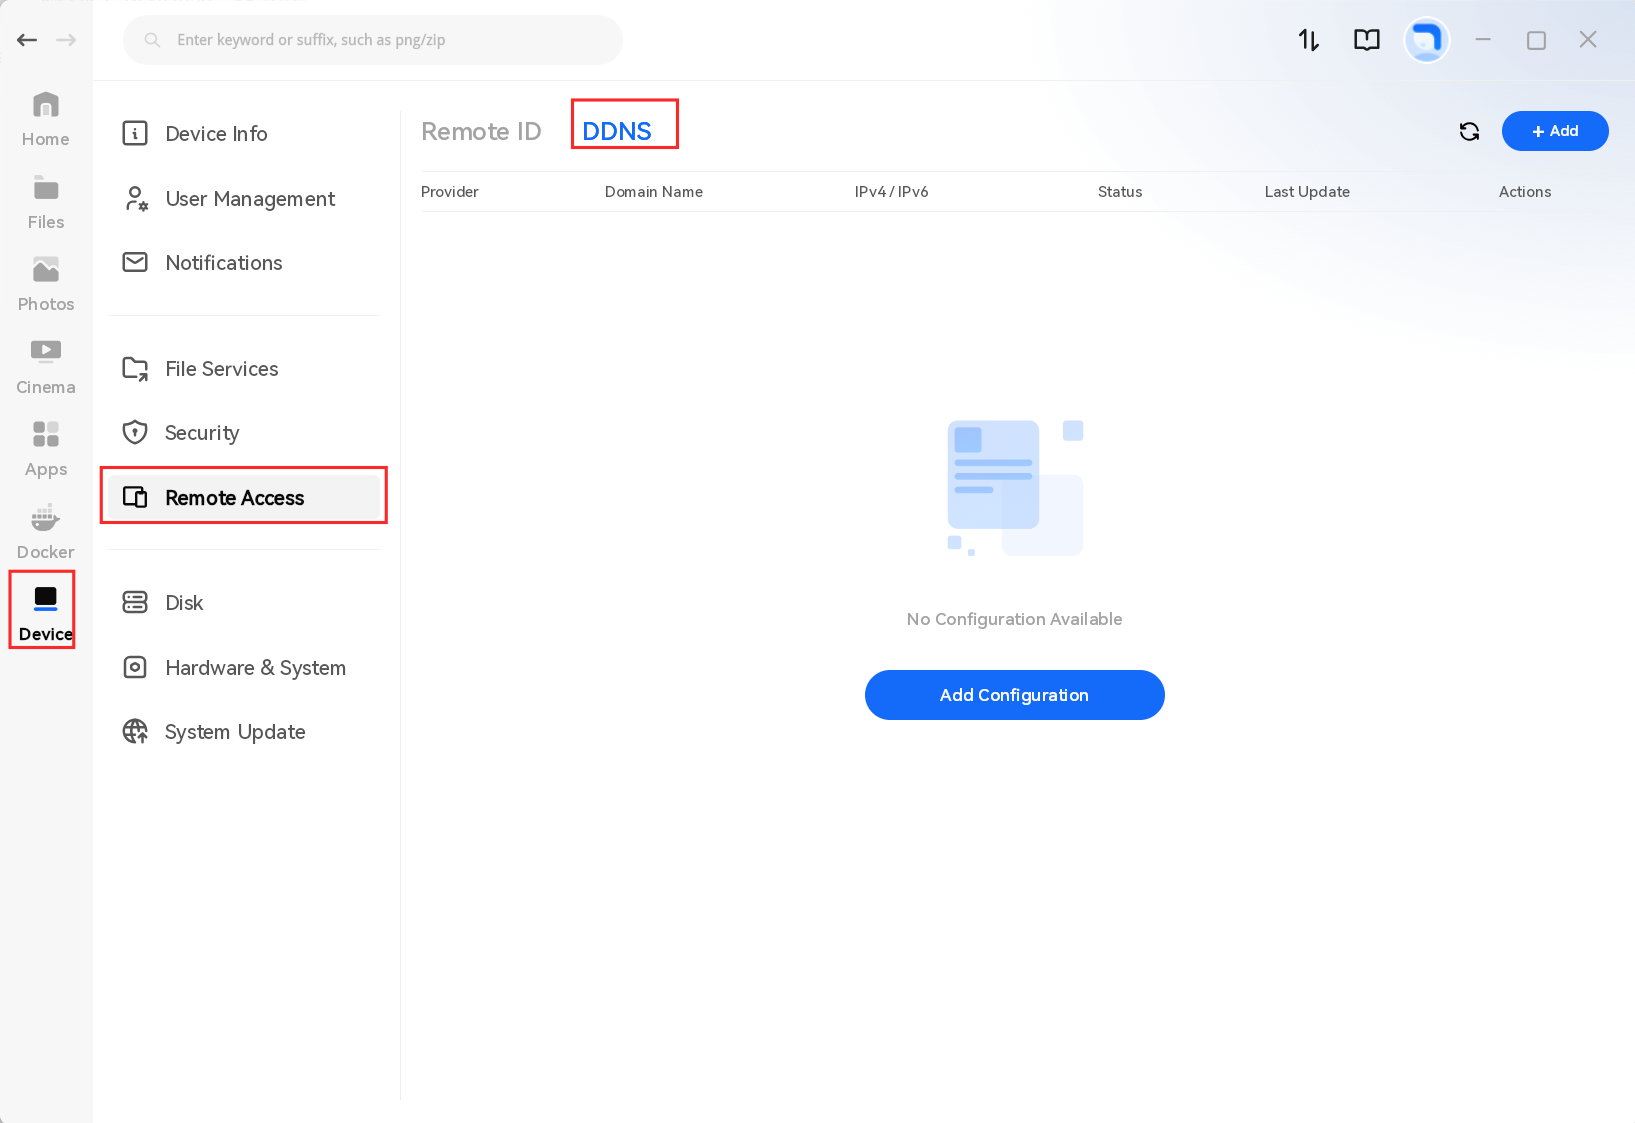 Enter keyword or suffix, such as png/zip
Home
Files
Photos
Cinema
Apps
Docker
Device
Device Info
User Management
Notifications
File Services
Security
Remote Access
Disk
Hardware & System
System Update
Remote ID
DDNS
+ Add
Provider
Domain Name
IPv4 / IPv6
Status
Last Update
Actions
No Configuration Available
Add Configuration